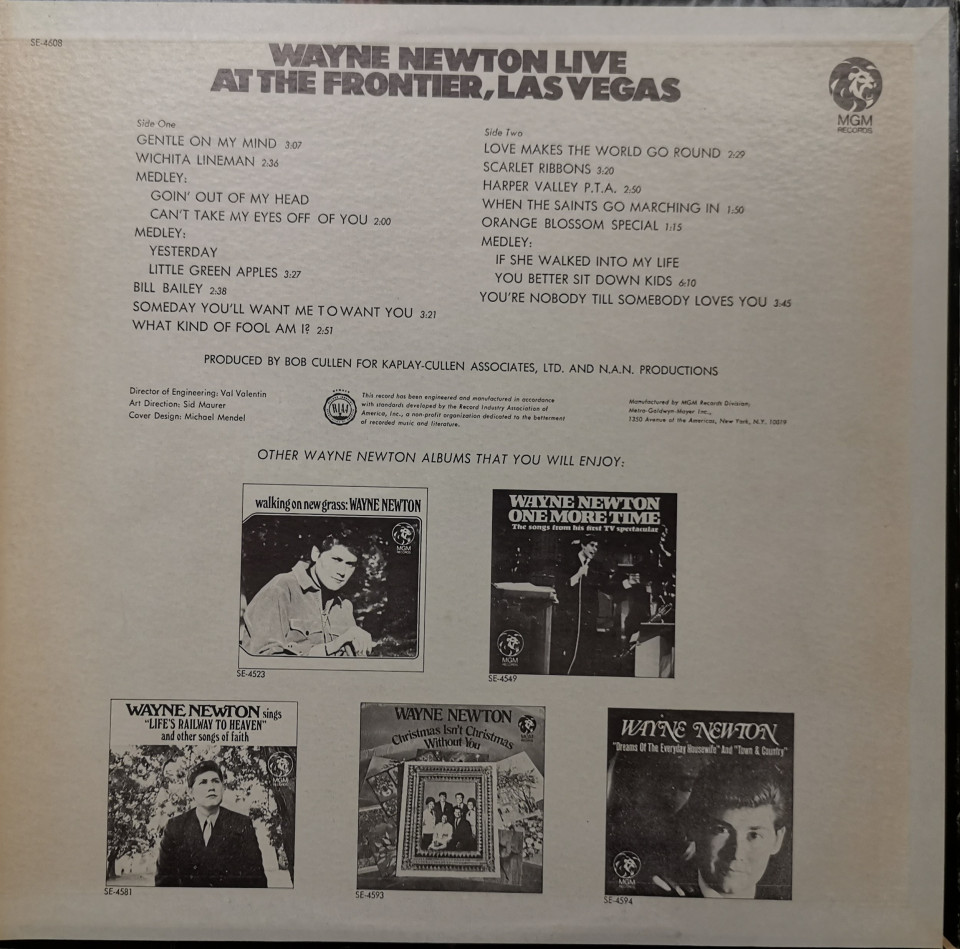 SE-4608
WAYNE NEWTON LIVE
AT THE FRONTIER, LAS VEGAS
MGM
RECORDS
Side One
GENTLE ON MY MIND 3:07
WICHITA LINEMAN 2:36
MEDLEY:
GOIN' OUT OF MY HEAD
CAN'T TAKE MY EYES OFF OF YOU 2:00
MEDLEY:
YESTERDAY
LITTLE GREEN APPLES 3:27
BILL BAILEY 2:38
SOMEDAY YOU'LL WANT ME TO WANT YOU 3:21
WHAT KIND OF FOOL AM I? 2:51
Side Two
LOVE MAKES THE WORLD GO ROUND 2:29
SCARLET RIBBONS 3:20
HARPER VALLEY P.T.A. 2:50
WHEN THE SAINTS GO MARCHING IN 1:50
ORANGE BLOSSOM SPECIAL 1:15
MEDLEY:
IF SHE WALKED INTO MY LIFE
YOU BETTER SIT DOWN KIDS 6:10
YOU'RE NOBODY TILL SOMEBODY LOVES YOU 3:45
PRODUCED BY BOB CULLEN FOR KAPLAY-CULLEN ASSOCIATES, LTD. AND N.A.N. PRODUCTIONS
Director of Engineering: Val Valentin
Art Direction: Sid Maurer
Cover Design: Michael Mendel
RIAA
This record has been engineered and manufactured in accordance
with standards developed by the Record Industry Association of
America, Inc., a non-profit organization dedicated to the betterment
of recorded music and literature.
Manufactured by MGM Records Division,
Metro-Goldwyn-Mayer Inc.,
1350 Avenue of the Americas, New York, N.Y. 10019
OTHER WAYNE NEWTON ALBUMS THAT YOU WILL ENJOY:
walking on new grass: WAYNE NEWTON
MGM
RECORDS
SE-4523
WAYNE NEWTON
ONE MORE TIME
The songs from his first TV spectacular
MGM
RECORDS
SE-4549
WAYNE NEWTON sings
"LIFE'S RAILWAY TO HEAVEN"
and other songs of faith
MGM
RECORDS
SE-4581
WAYNE NEWTON
Christmas Isn't Christmas
Without You
MGM
SE-4593
WAYNE NEWTON
"Dreams Of The Everyday Housewife" And "Town & Country"
MGM
RECORDS
SE-4594